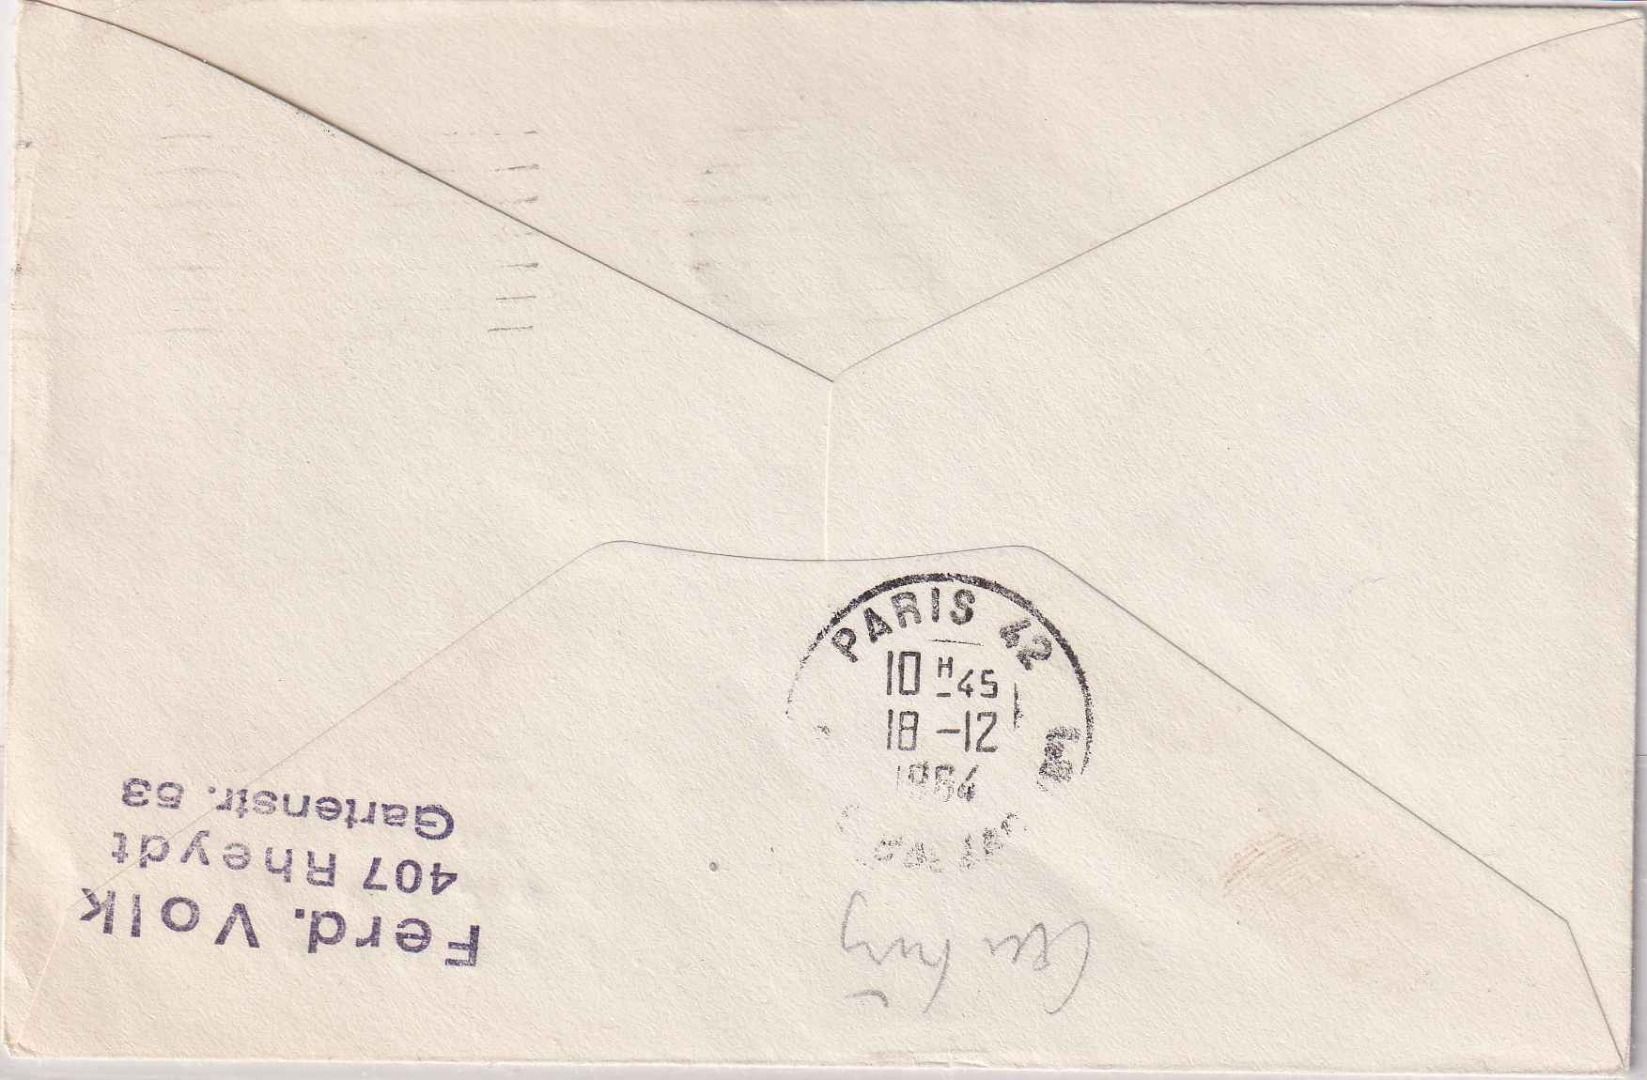 PARIS 42
10 H 45
18 -12
1964
Ferd. Volk
407 Rheydt
Gartenstr. 53